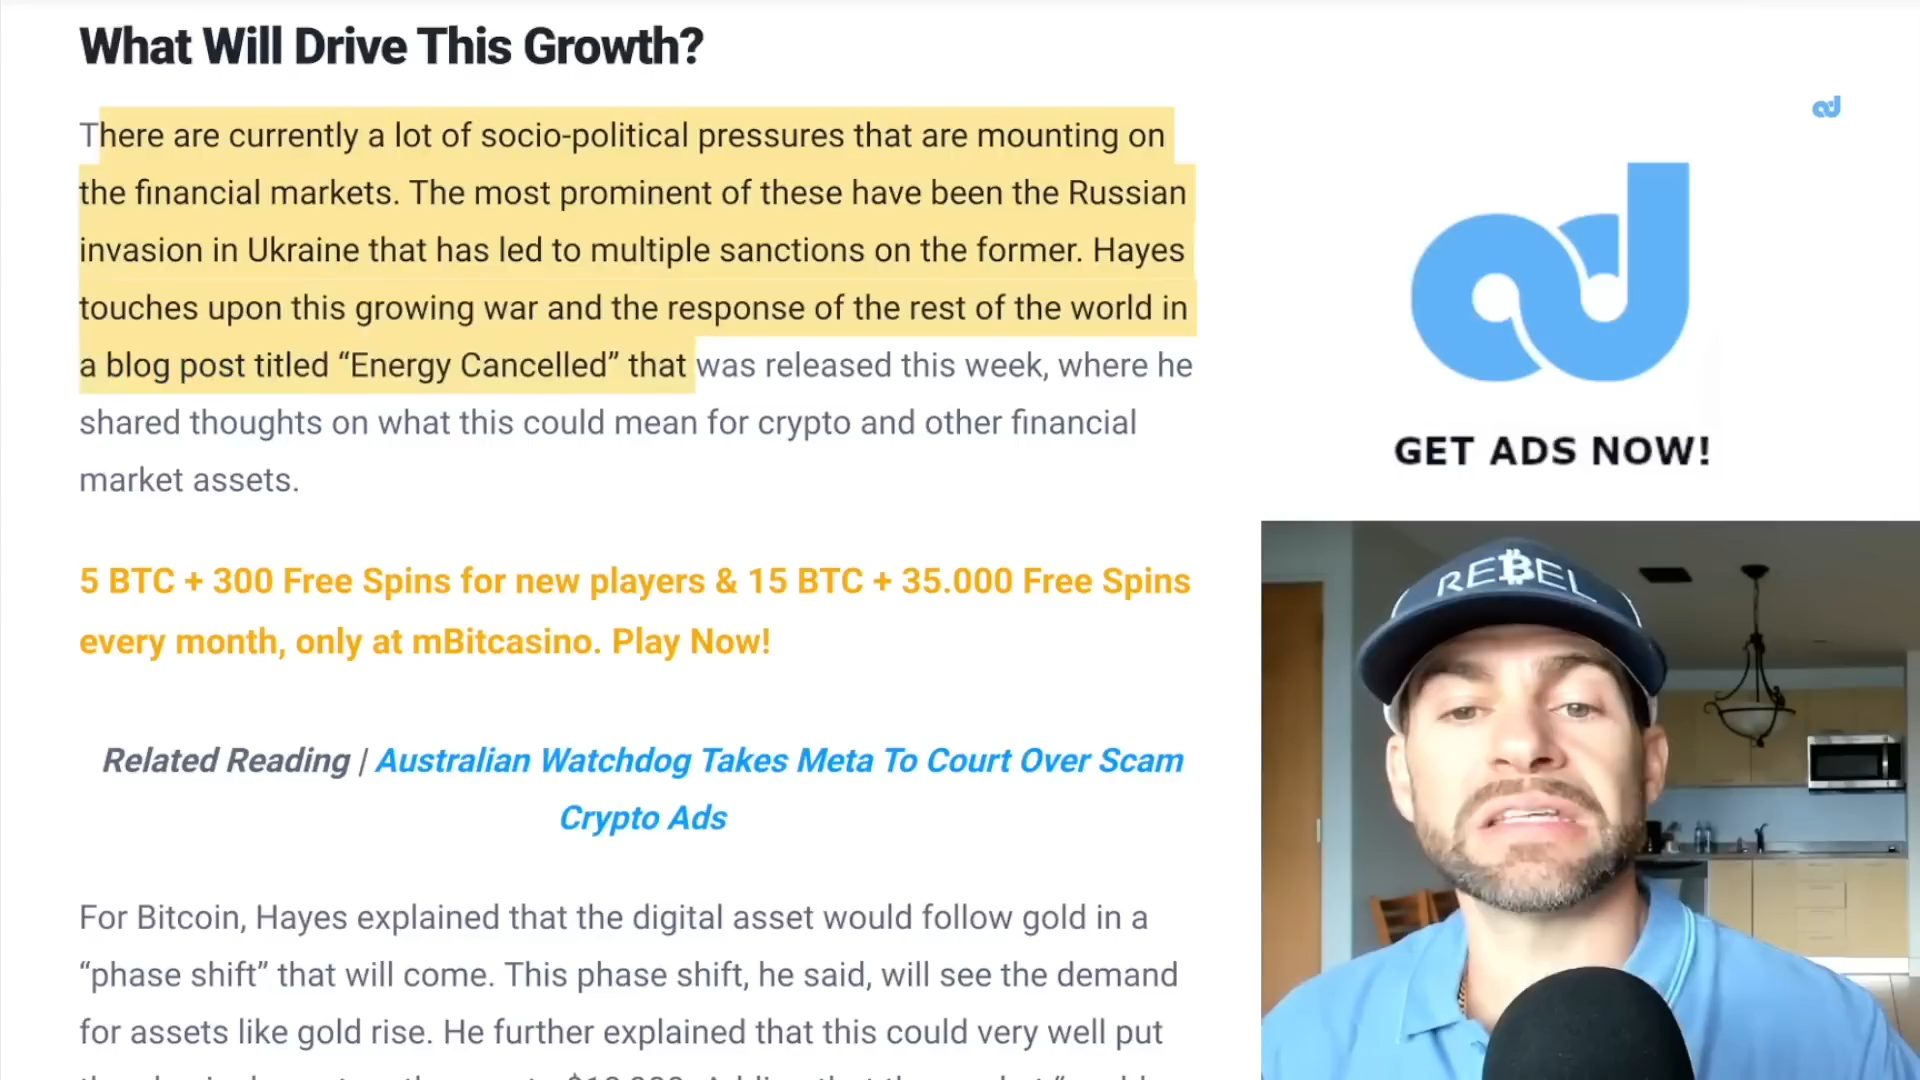 What Will Drive This Growth?
There are currently a lot of socio-political pressures that are mounting on
the financial markets. The most prominent of these have been the Russian
invasion in Ukraine that has led to multiple sanctions on the former. Hayes
touches upon this growing war and the response of the rest of the world in
a blog post titled “Energy Cancelled” that was released this week, where he
shared thoughts on what this could mean for crypto and other financial
market assets.
5 BTC + 300 Free Spins for new players & 15 BTC + 35.000 Free Spins
every month, only at mBitcasino. Play Now!
Related Reading | Australian Watchdog Takes Meta To Court Over Scam
Crypto Ads
For Bitcoin, Hayes explained that the digital asset would follow gold in a
“phase shift” that will come. This phase shift, he said, will see the demand
for assets like gold rise. He further explained that this could very well put
GET ADS NOW!
RE₿EL